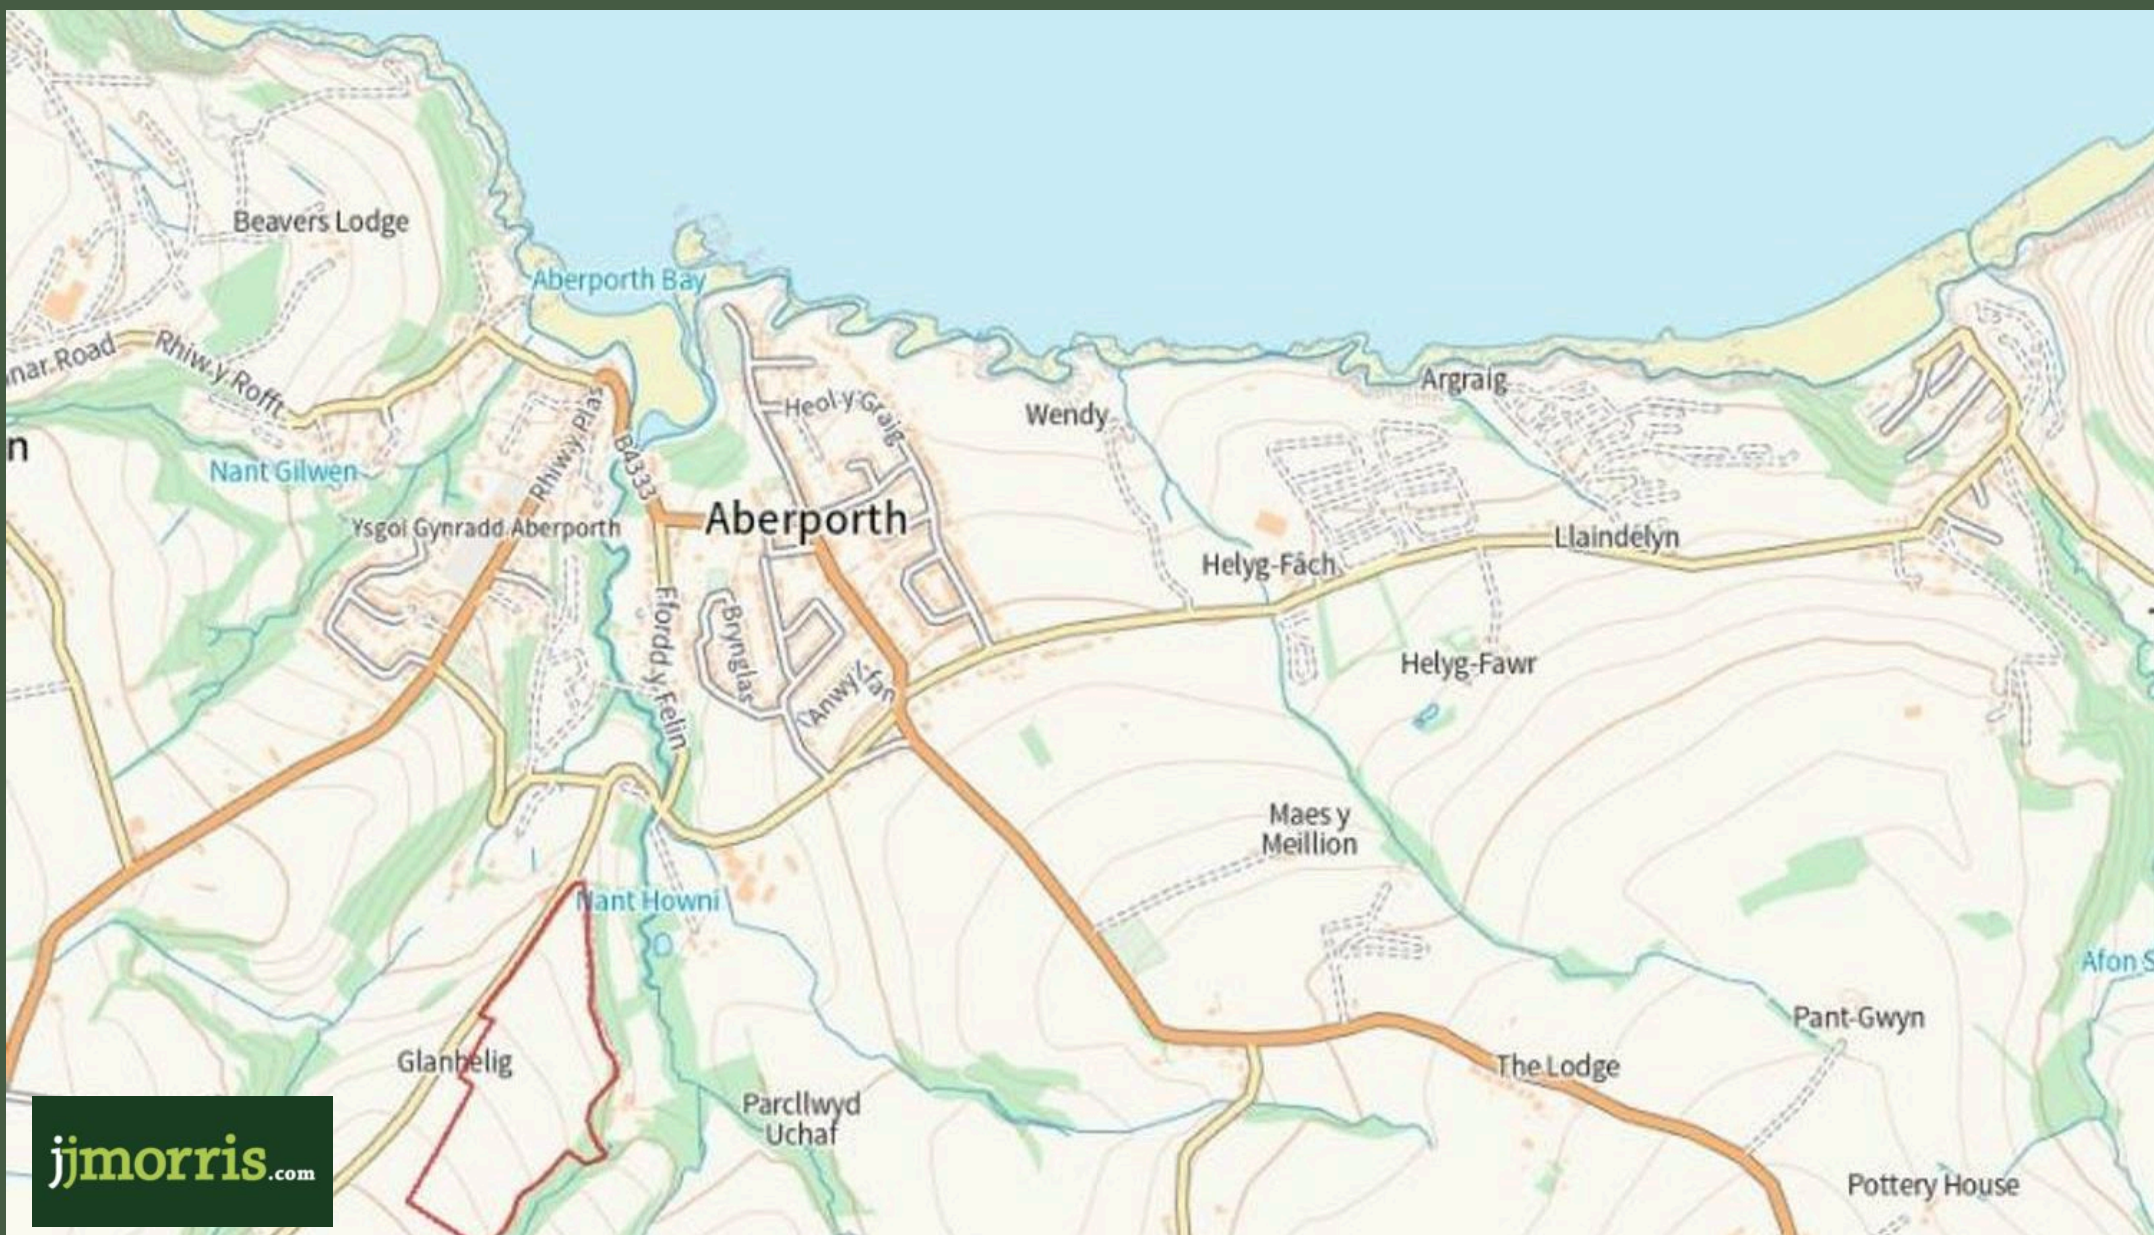 Beavers Lodge
Aberporth Bay
nar Road
Rhiw y Rofft
Heol y Graig
Argraig
Wendy
Rhiw y Plas
B4333
n
Nant Gilwen
Ysgol Gynradd Aberporth
Aberporth
Llaindelyn
Helyg-Fâch
Ffordd y Felin
Brynglas
Helyg-Fawr
Anwylfan
Maes y
Meillion
Nant Howni
Afon S
Pant-Gwyn
Glanhelig
The Lodge
Parcllwyd
Uchaf
Pottery House
jjmorris.com